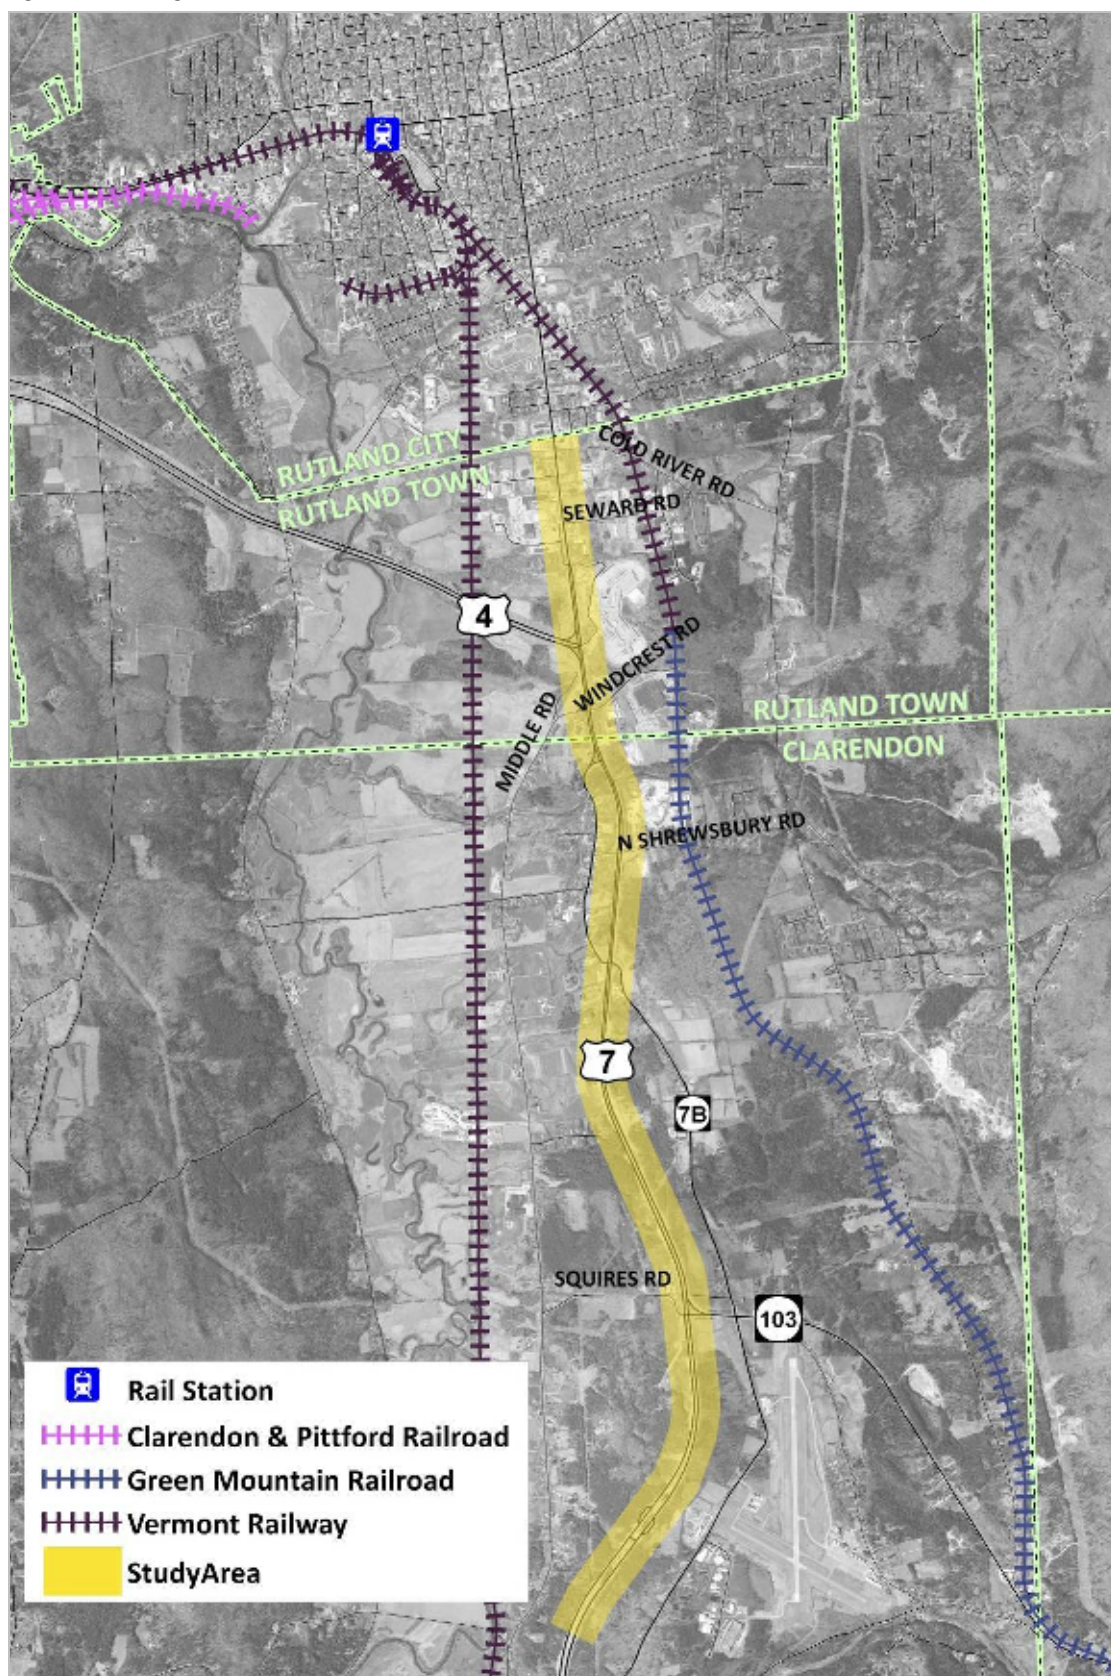 RUTLAND CITY
RUTLAND TOWN
COLD RIVER RD
SEWARD RD
4
WINDCREST RD
MIDDLE RD
RUTLAND TOWN
CLARENDON
N SHREWSBURY RD
7
7B
SQUIRES RD
103
Rail Station
Clarendon & Pittford Railroad
Green Mountain Railroad
Vermont Railway
StudyArea